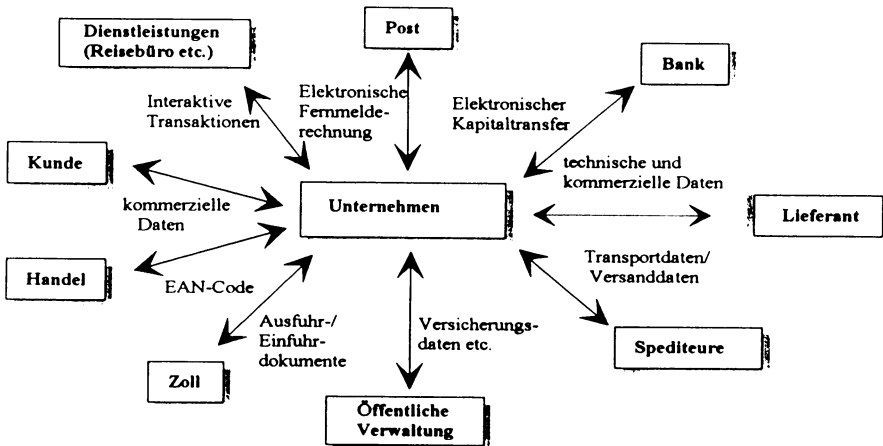 Dienstleistungen
(Reisebüro etc.)
Post
Bank
Interaktive
Transaktionen
Elektronische
Fernmelde-
rechnung
Elektronischer
Kapitaltransfer
Kunde
technische und
kommerzielle Daten
kommerzielle
Daten
Unternehmen
Lieferant
Handel
EAN-Code
Transportdaten/
Versanddaten
Ausfuhr-/
Einfuhr-
dokumente
Versicherungs-
daten etc.
Spediteure
Zoll
Öffentliche
Verwaltung